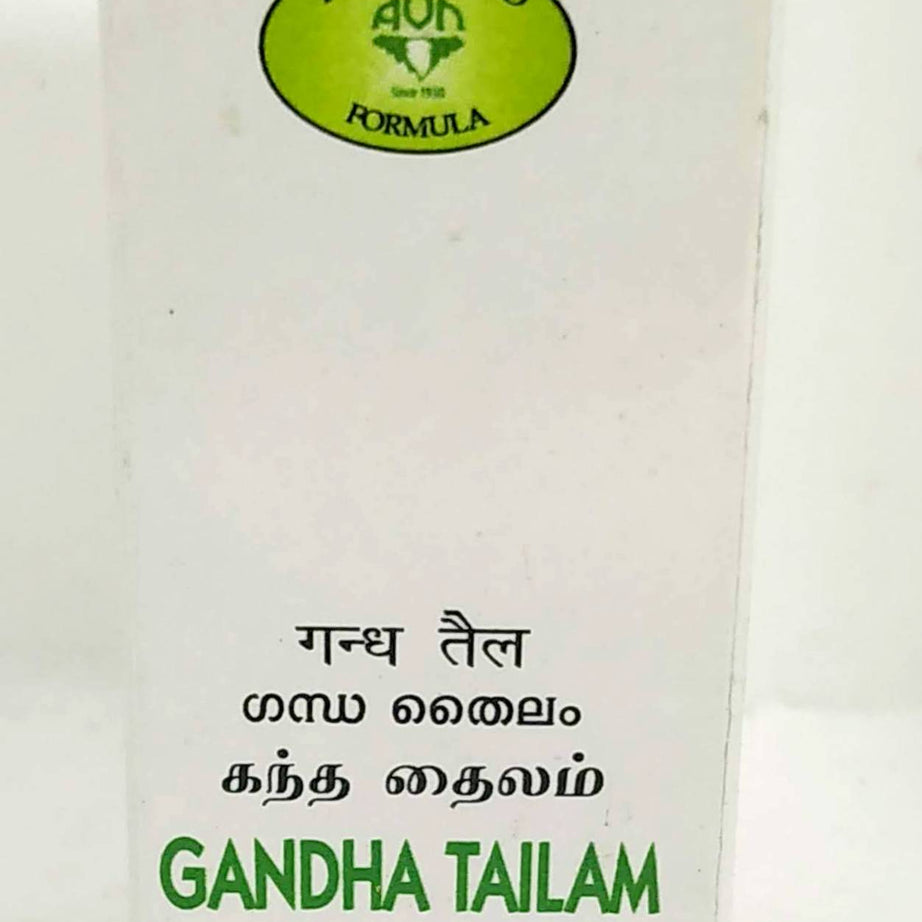 AVN
Since 1930
FORMULA
गन्ध तैल
ഗന്ധ തൈലം
கந்த தைலம்
GANDHA TAILAM